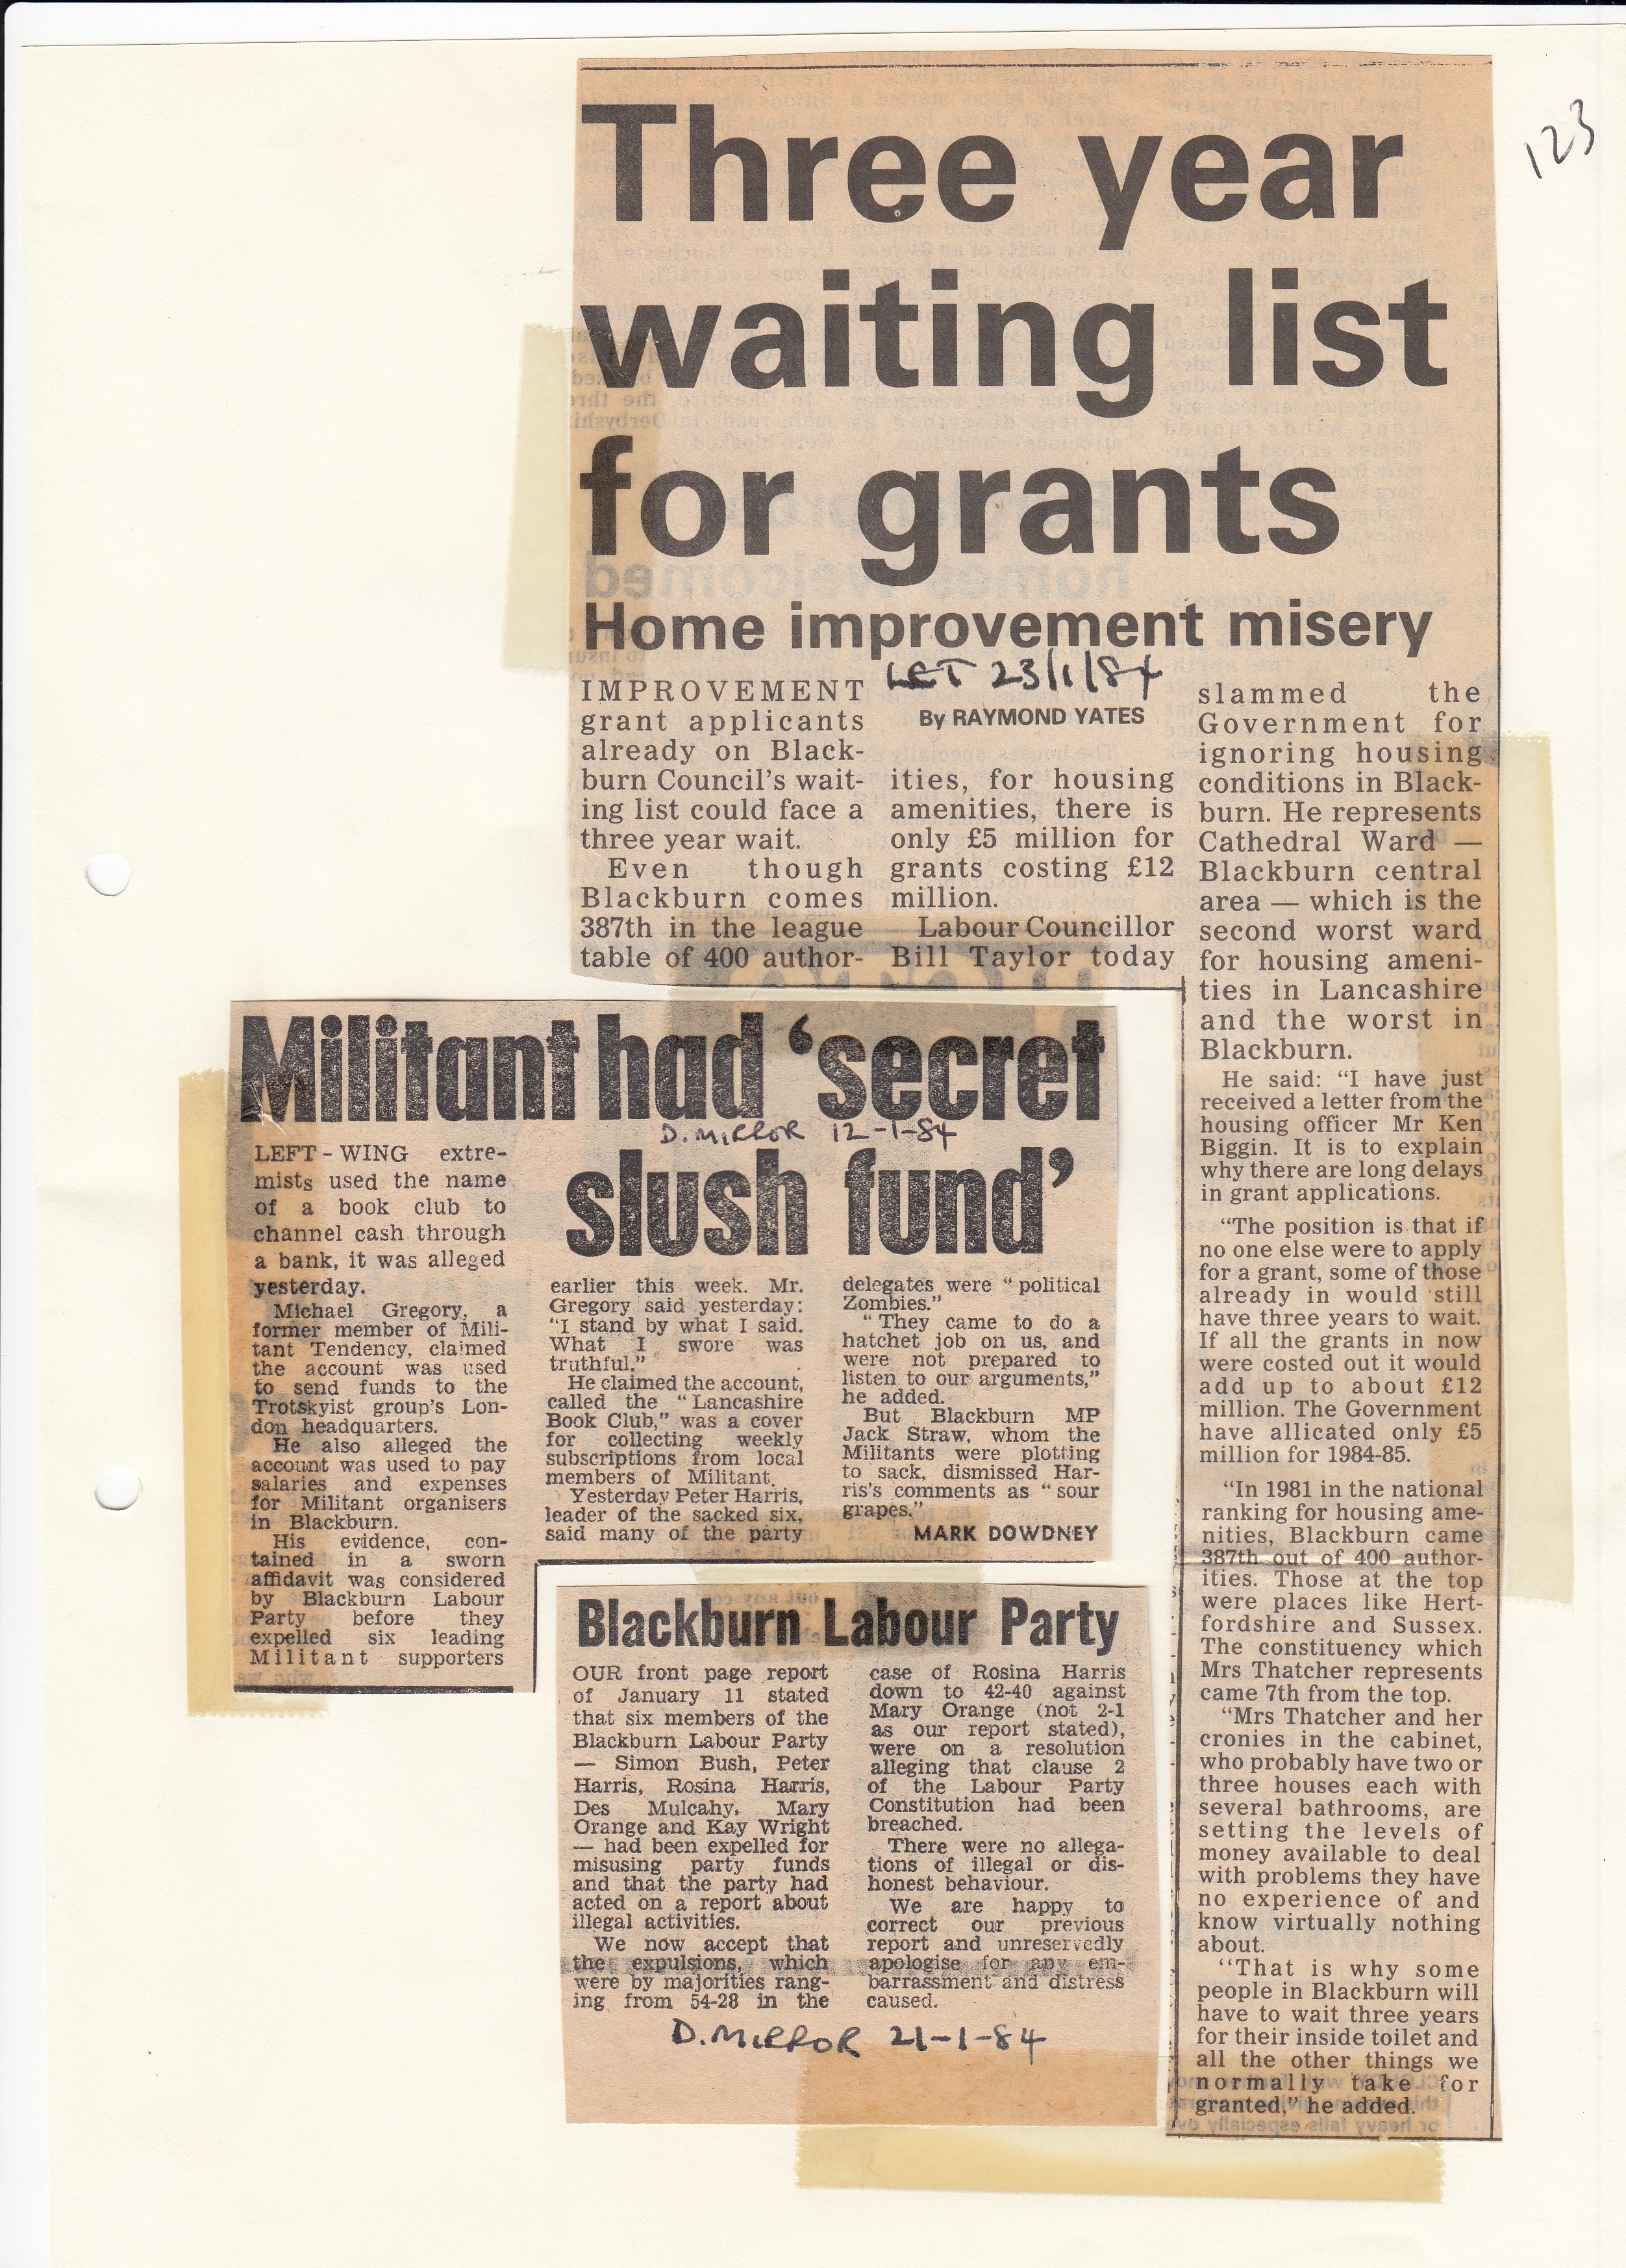 123
Three year
waiting list
for grants
Home improvement misery
LET 23/1/84
By RAYMOND YATES
IMPROVEMENT
grant applicants
already on Black-
burn Council's wait-
ing list could face a
three year wait.
Even though
Blackburn comes
387th in the league
table of 400 author-
ities, for housing
amenities, there is
only £5 million for
grants costing £12
million.
Labour Councillor
Bill Taylor today
slammed the
Government for
ignoring housing
conditions in Black-
burn. He represents
Cathedral Ward —
Blackburn central
area — which is the
second worst ward
for housing ameni-
ties in Lancashire
and the worst in
Blackburn.
He said: "I have just
received a letter from the
housing officer Mr Ken
Biggin. It is to explain
why there are long delays
in grant applications.
"The position is that if
no one else were to apply
for a grant, some of those
already in would still
have three years to wait.
If all the grants in now
were costed out it would
add up to about £12
million. The Government
have allicated only £5
million for 1984-85.
"In 1981 in the national
ranking for housing ame-
nities, Blackburn came
387th out of 400 author-
ities. Those at the top
were places like Hert-
fordshire and Sussex.
The constituency which
Mrs Thatcher represents
came 7th from the top.
"Mrs Thatcher and her
cronies in the cabinet,
who probably have two or
three houses each with
several bathrooms, are
setting the levels of
money available to deal
with problems they have
no experience of and
know virtually nothing
about.
"That is why some
people in Blackburn will
have to wait three years
for their inside toilet and
all the other things we
normally take for
granted," he added.
Militant had 'secret
slush fund'
D. MIRROR 12-1-84
LEFT-WING extre-
mists used the name
of a book club to
channel cash through
a bank, it was alleged
yesterday.
Michael Gregory, a
former member of Mili-
tant Tendency, claimed
the account was used
to send funds to the
Trotskyist group's Lon-
don headquarters.
He also alleged the
account was used to pay
salaries and expenses
for Militant organisers
in Blackburn.
His evidence, con-
tained in a sworn
affidavit was considered
by Blackburn Labour
Party before they
expelled six leading
Militant supporters
earlier this week. Mr.
Gregory said yesterday:
"I stand by what I said.
What I swore was
truthful."
He claimed the account,
called the "Lancashire
Book Club," was a cover
for collecting weekly
subscriptions from local
members of Militant.
Yesterday Peter Harris,
leader of the sacked six,
said many of the party
delegates were "political
Zombies."
"They came to do a
hatchet job on us, and
were not prepared to
listen to our arguments,"
he added.
But Blackburn MP
Jack Straw, whom the
Militants were plotting
to sack, dismissed Har-
ris's comments as "sour
grapes."
MARK DOWDNEY
Blackburn Labour Party
OUR front page report
of January 11 stated
that six members of the
Blackburn Labour Party
— Simon Bush, Peter
Harris, Rosina Harris,
Des Mulcahy, Mary
Orange and Kay Wright
— had been expelled for
misusing party funds
and that the party had
acted on a report about
illegal activities.
We now accept that
the expulsions, which
were by majorities rang-
ing from 54-28 in the
case of Rosina Harris
down to 42-40 against
Mary Orange (not 2-1
as our report stated),
were on a resolution
alleging that clause 2
of the Labour Party
Constitution had been
breached.
There were no allega-
tions of illegal or dis-
honest behaviour.
We are happy to
correct our previous
report and unreservedly
apologise for any em-
barrassment and distress
caused.
D. MIRROR 21-1-84